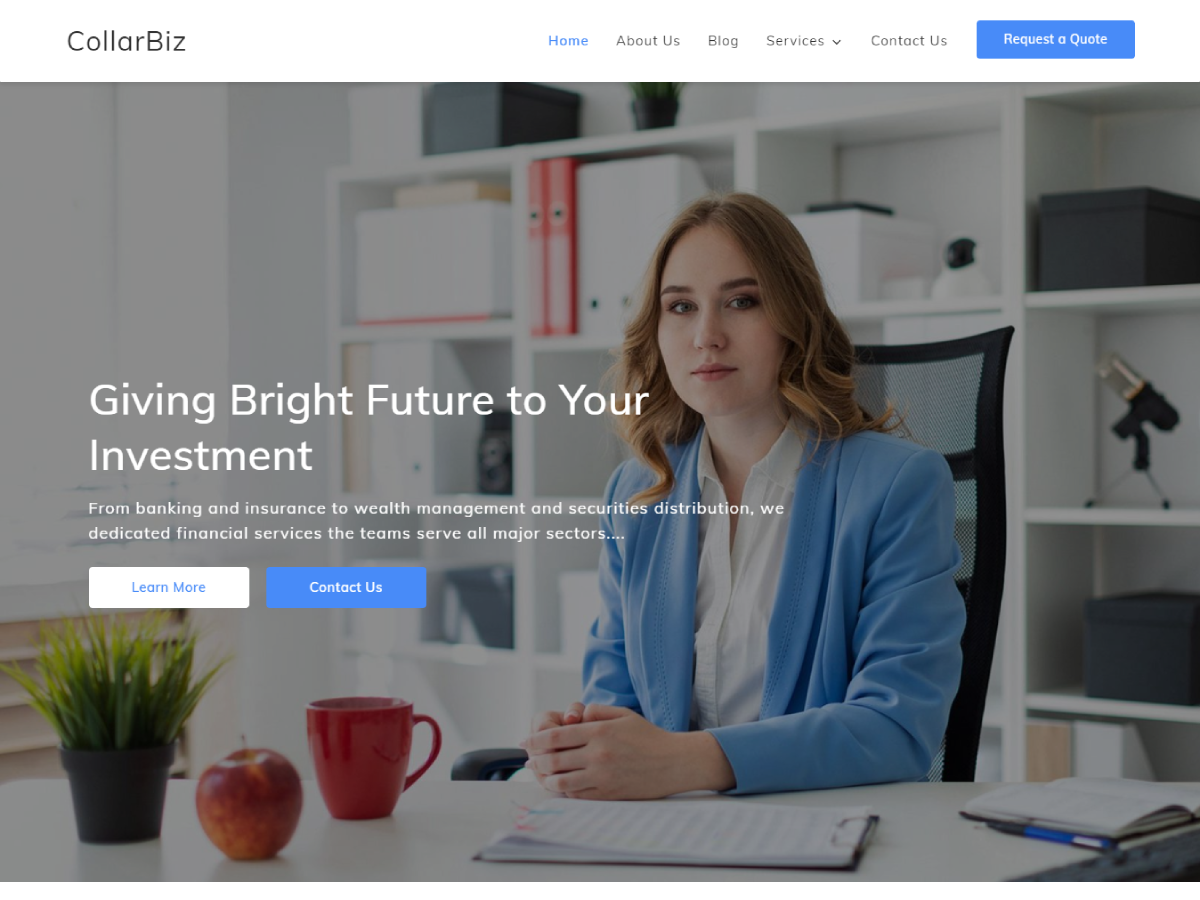 CollarBiz
Home About Us Blog Services Contact Us Request a Quote
Giving Bright Future to Your
Investment
From banking and insurance to wealth management and securities distribution, we
dedicated financial services the teams serve all major sectors....
Learn More Contact Us